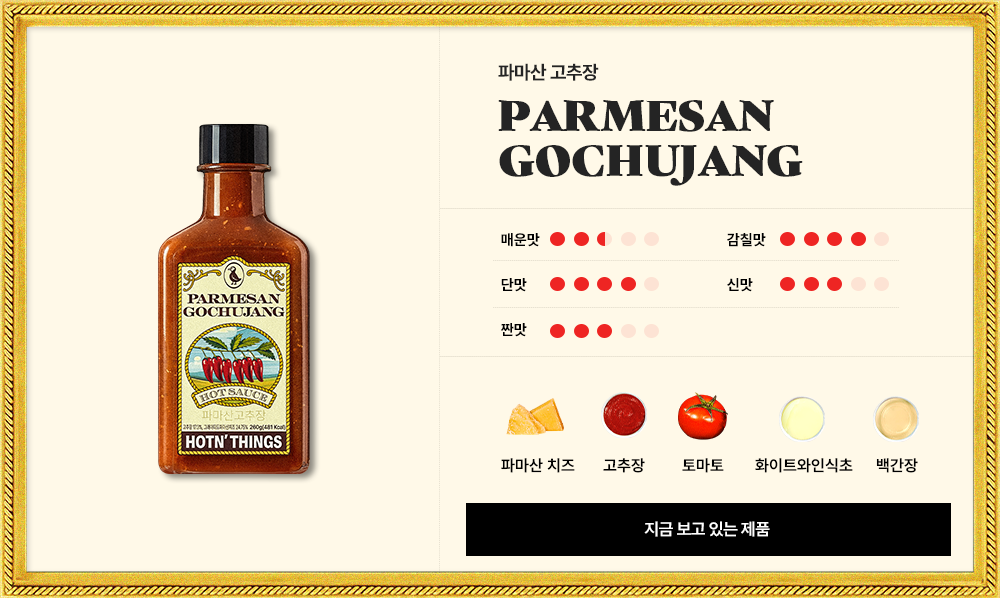 파마산 고추장
PARMESAN
GOCHUJANG
매운맛
감칠맛
단맛
신맛
짠맛
파마산 치즈
고추장
토마토
화이트와인식초
백간장
지금 보고 있는 제품
PARMESAN
GOCHUJANG
HOT SAUCE
파마산고추장
260g(481 Kcal)
HOTN' THINGS